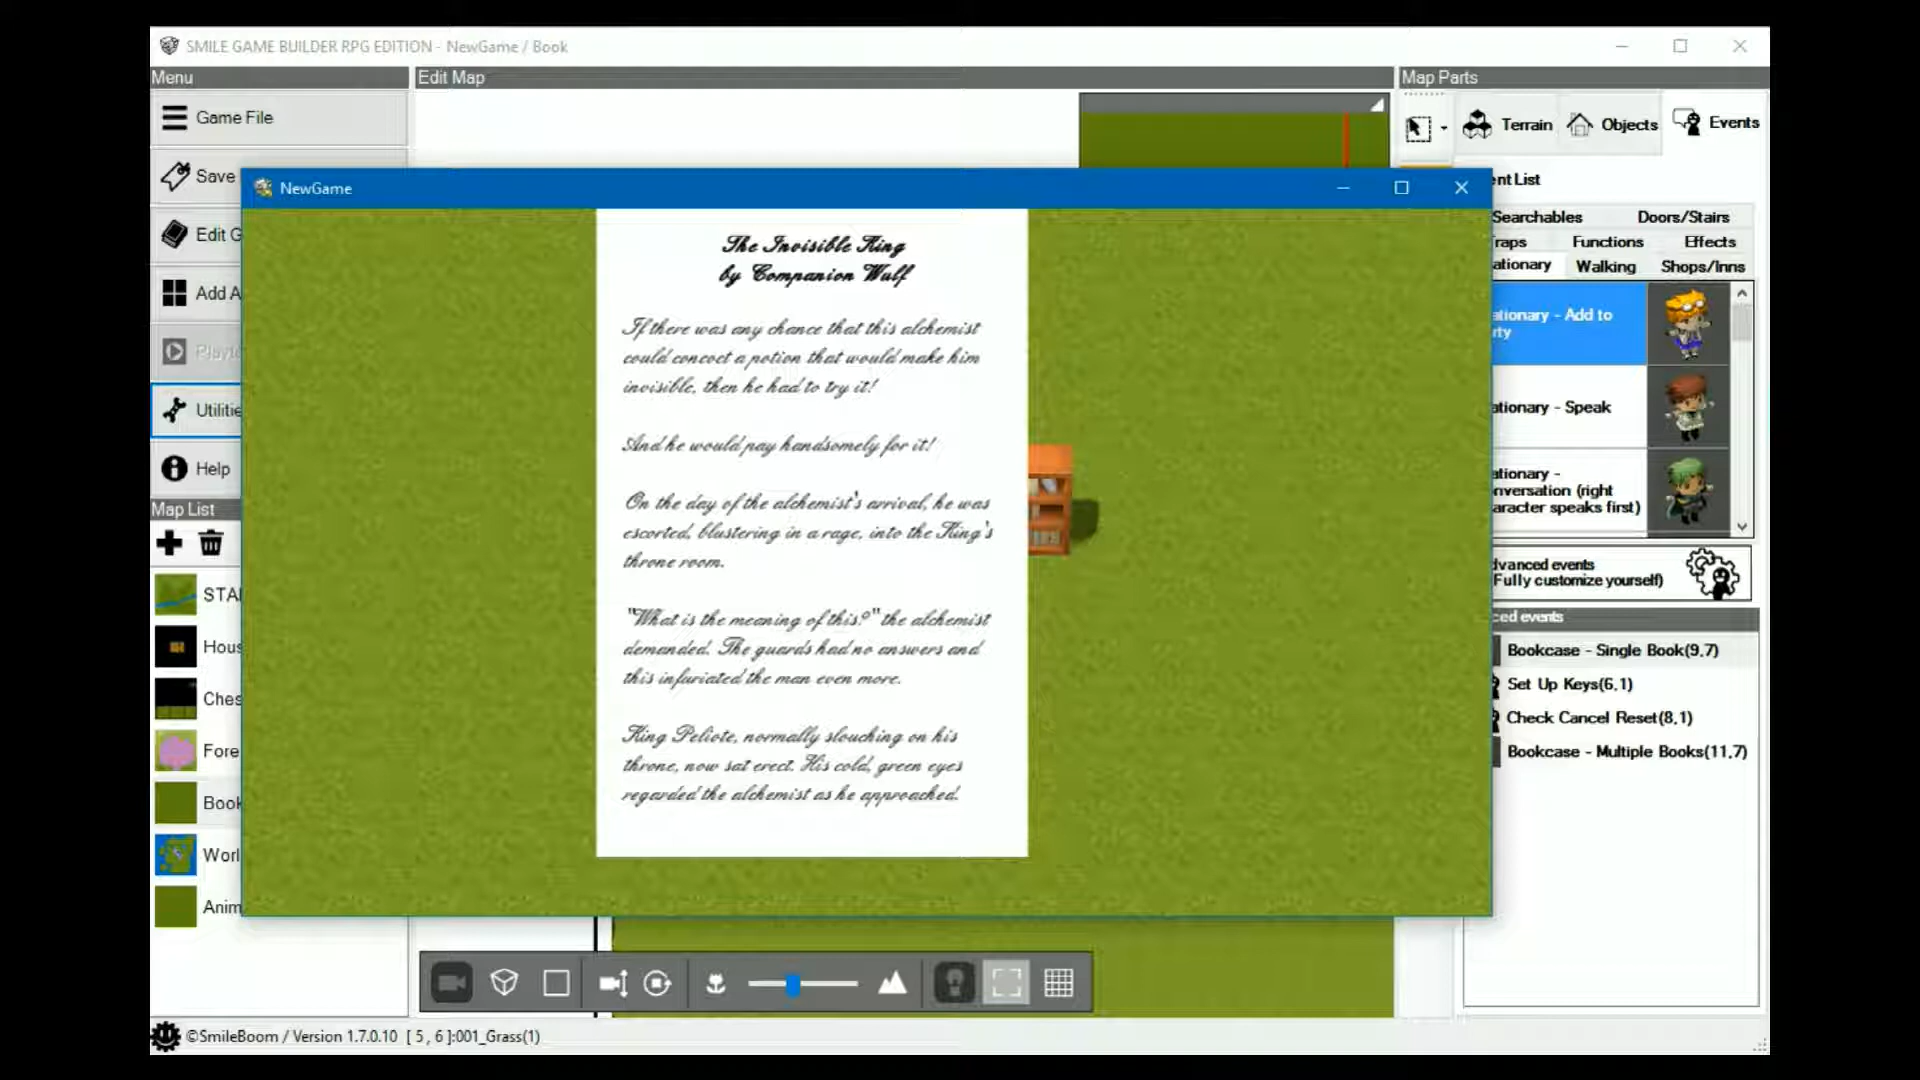 SMILE GAME BUILDER RPG EDITION - NewGame / Book
Menu
Edit Map
Map Parts
Game File
Terrain
Objects
Events
Save
NewGame
nt List
Searchables
Doors/Stairs
Edit G
raps
Functions
Effects
ationary
Walking
Shops/Inns
Add A
ationary - Add to
rty
Playte
Utilitie
ationary - Speak
Help
ationary -
nversation (right
aracter speaks first)
Map List
dvanced events
Fully customize yourself)
STA
ced events
Hous
Bookcase - Single Book(9,7)
Set Up Keys(6,1)
Ches
Check Cancel Reset(8,1)
Fore
Bookcase - Multiple Books(11,7)
Book
Worl
Anim
The Invisible King
by Companion Wulf
If there was any chance that this alchemist
could concoct a potion that would make him
invisible, then he had to try it!
And he would pay handsomely for it!
On the day of the alchemist's arrival, he was
escorted, blustering in a rage, into the King's
throne room.
"What is the meaning of this?" the alchemist
demanded. The guards had no answers and
this infuriated the man even more.
King Peliote, normally slouching on his
throne, now sat erect. His cold, green eyes
regarded the alchemist as he approached.
©SmileBoom / Version 1.7.0.10 [ 5 , 6 ]:001_Grass(1)